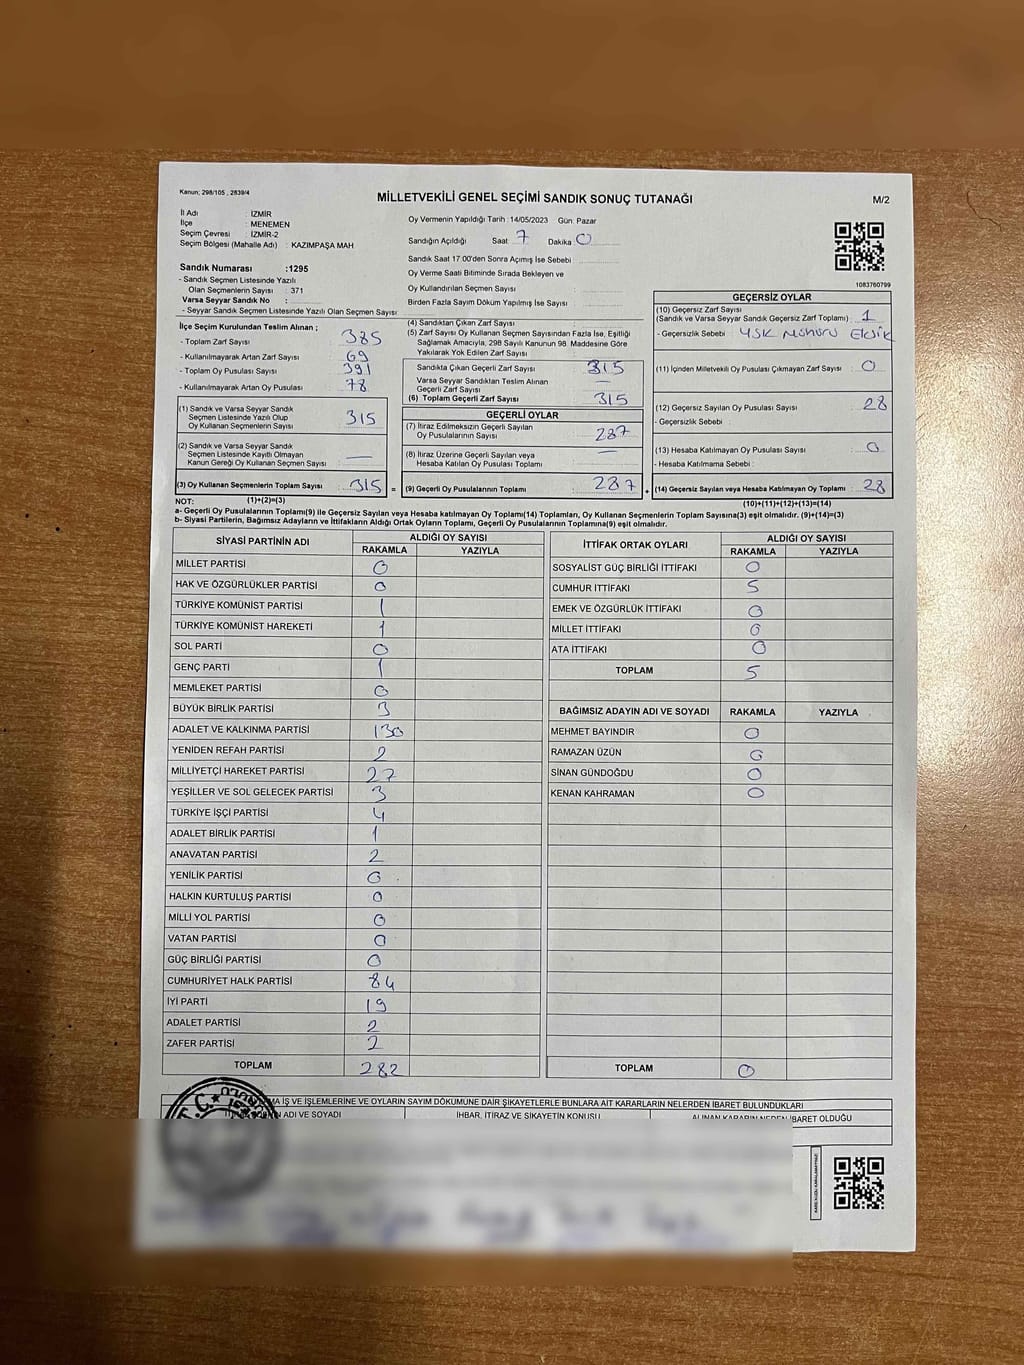 Kanun; 298/105 , 2839/4
MİLLETVEKİLİ GENEL SEÇİMİ SANDIK SONUÇ TUTANAĞI
M/2
İl Adı : İZMİR
İlçe : MENEMEN
Seçim Çevresi : İZMİR-2
Seçim Bölgesi (Mahalle Adı) : KAZIMPAŞA MAH
Sandık Numarası :1295
- Sandık Seçmen Listesinde Yazılı
Olan Seçmenlerin Sayısı : 371
Varsa Seyyar Sandık No :
- Seyyar Sandık Seçmen Listesinde Yazılı Olan Seçmen Sayısı
Oy Vermenin Yapıldığı Tarih : 14/05/2023 Gün: Pazar
Sandığın Açıldığı Saat 7 Dakika 0
Sandık Saat 17:00'den Sonra Açımış İse Sebebi :
Oy Verme Saati Bitiminde Sırada Bekleyen ve
Oy Kullandırılan Seçmen Sayısı :
Birden Fazla Sayım Döküm Yapılmış İse Sayısı :
1083760799
İlçe Seçim Kurulundan Teslim Alınan ;
- Toplam Zarf Sayısı : 385
- Kullanılmayarak Artan Zarf Sayısı : 69
- Toplam Oy Pusulası Sayısı : 391
- Kullanılmayarak Artan Oy Pusulası : 78
(1) Sandık ve Varsa Seyyar Sandık
Seçmen Listesinde Yazılı Olup
Oy Kullanan Seçmenlerin Sayısı : 315
(2) Sandık ve Varsa Seyyar Sandık
Seçmen Listesinde Kayıtlı Olmayan
Kanun Gereği Oy Kullanan Seçmen Sayısı : —
(3) Oy Kullanan Seçmenlerin Toplam Sayısı : 315 =
(4) Sandıktan Çıkan Zarf Sayısı :
(5) Zarf Sayısı Oy Kullanan Seçmen Sayısından Fazla İse, Eşitliği
Sağlamak Amacıyla, 298 Sayılı Kanunun 98. Maddesine Göre
Yakılarak Yok Edilen Zarf Sayısı :
Sandıkta Çıkan Geçerli Zarf Sayısı : 315
Varsa Seyyar Sandıktan Teslim Alınan
Geçerli Zarf Sayısı : —
(6) Toplam Geçerli Zarf Sayısı : 315
GEÇERLİ OYLAR
(7) İtiraz Edilmeksizin Geçerli Sayılan
Oy Pusulalarının Sayısı : 287
(8) İtiraz Üzerine Geçerli Sayılan veya
Hesaba Katılan Oy Pusulası Toplamı : —
(9) Geçerli Oy Pusulalarının Toplamı : 287 +
GEÇERSİZ OYLAR
(10) Geçersiz Zarf Sayısı
(Sandık ve Varsa Seyyar Sandık Geçersiz Zarf Toplamı) : 1
- Geçersizlik Sebebi : YSK Mühürü Eksik
(11) İçinden Milletvekili Oy Pusulası Çıkmayan Zarf Sayısı : 0
(12) Geçersiz Sayılan Oy Pusulası Sayısı : 28
- Geçersizlik Sebebi :
(13) Hesaba Katılmayan Oy Pusulası Sayısı : 0
- Hesaba Katılmama Sebebi :
(14) Geçersiz Sayılan veya Hesaba Katılmayan Oy Toplamı : 28
NOT: (1)+(2)=(3) (10)+(11)+(12)+(13)=(14)
a- Geçerli Oy Pusulalarının Toplamı(9) ile Geçersiz Sayılan veya Hesaba katılmayan Oy Toplamı(14) Toplamları, Oy Kullanan Seçmenlerin Toplam Sayısına(3) eşit olmalıdır. (9)+(14)=(3)
b- Siyasi Partilerin, Bağımsız Adayların ve İttifakların Aldığı Ortak Oyların Toplamı, Geçerli Oy Pusulalarının Toplamına(9) eşit olmalıdır.
SİYASİ PARTİNİN ADI ALDIĞI OY SAYISI
RAKAMLA YAZIYLA
MİLLET PARTİSİ 0
HAK VE ÖZGÜRLÜKLER PARTİSİ 0
TÜRKİYE KOMÜNİST PARTİSİ 1
TÜRKİYE KOMÜNİST HAREKETİ 1
SOL PARTİ 0
GENÇ PARTİ 1
MEMLEKET PARTİSİ 0
BÜYÜK BİRLİK PARTİSİ 3
ADALET VE KALKINMA PARTİSİ 130
YENİDEN REFAH PARTİSİ 2
MİLLİYETÇİ HAREKET PARTİSİ 27
YEŞİLLER VE SOL GELECEK PARTİSİ 3
TÜRKİYE İŞÇİ PARTİSİ 4
ADALET BİRLİK PARTİSİ 1
ANAVATAN PARTİSİ 2
YENİLİK PARTİSİ 0
HALKIN KURTULUŞ PARTİSİ 0
MİLLİ YOL PARTİSİ 0
VATAN PARTİSİ 0
GÜÇ BİRLİĞİ PARTİSİ 0
CUMHURİYET HALK PARTİSİ 84
İYİ PARTİ 19
ADALET PARTİSİ 2
ZAFER PARTİSİ 2
TOPLAM 282
İTTİFAK ORTAK OYLARI ALDIĞI OY SAYISI
RAKAMLA YAZIYLA
SOSYALİST GÜÇ BİRLİĞİ İTTİFAKI 0
CUMHUR İTTİFAKI 5
EMEK VE ÖZGÜRLÜK İTTİFAKI 0
MİLLET İTTİFAKI 0
ATA İTTİFAKI 0
TOPLAM 5
BAĞIMSIZ ADAYIN ADI VE SOYADI RAKAMLA YAZIYLA
MEHMET BAYINDIR 0
RAMAZAN ÜZÜN 0
SİNAN GÜNDOĞDU 0
KENAN KAHRAMAN 0
TOPLAM 0
MA İŞ VE İŞLEMLERİNE VE OYLARIN SAYIM DÖKÜMUNE DAİR ŞİKAYETLERLE BUNLARA AİT KARARLARIN NELERDEN İBARET BULUNDUKLARI
ADI VE SOYADI İHBAR, İTİRAZ VE ŞİKAYETİN KONUSU ALINAN KARARIN NEDEN İBARET OLDUĞU
T.C.